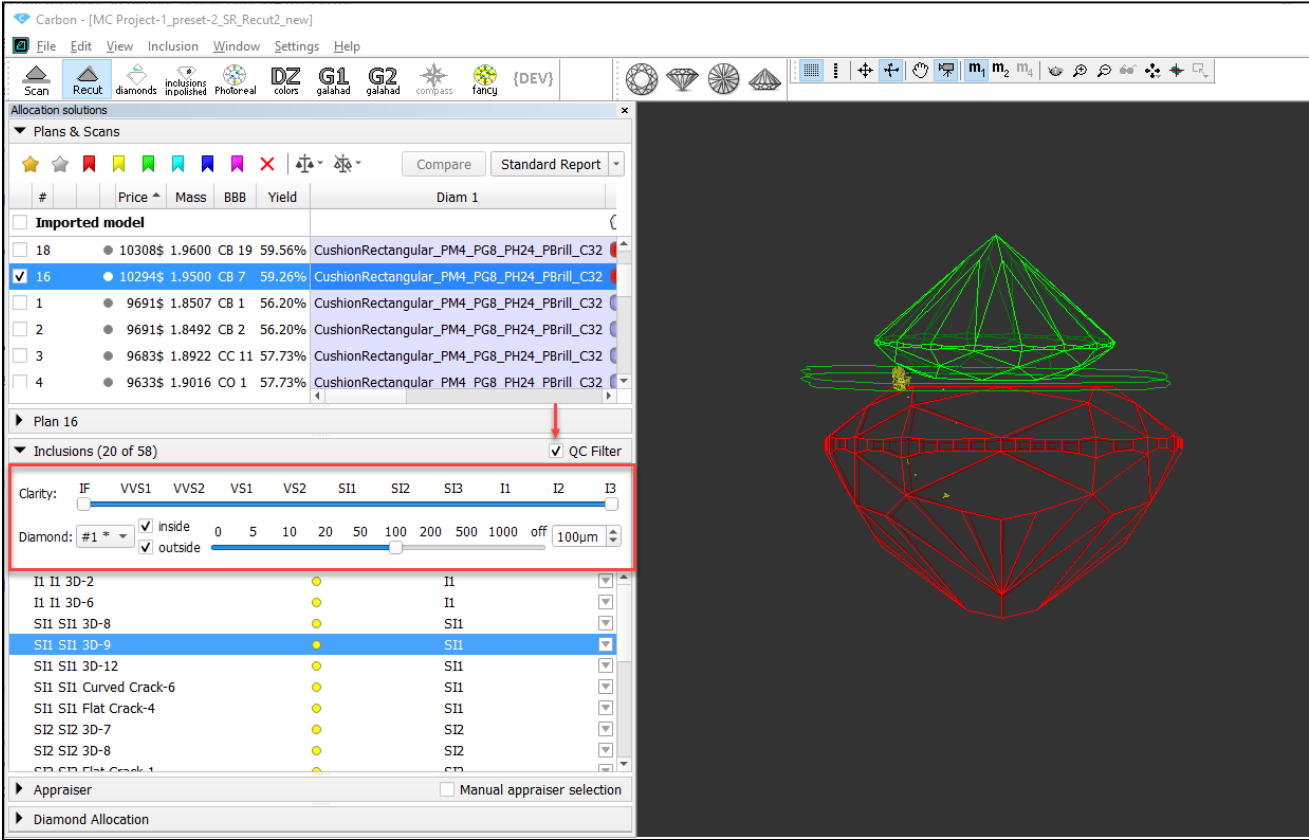 Carbon - [MC Project-1_preset-2_SR_Recut2_new]
File Edit View Inclusion Window Settings Help
Scan Recut diamonds inclusions inpolished Photoreal DZ colors G1 galahad G2 galahad compass fancy {DEV} m1 m2 m4
Allocation solutions x
Plans & Scans
Compare Standard Report
# Price Mass BBB Yield Diam 1
Imported model
18 10308$ 1.9600 CB 19 59.56% CushionRectangular_PM4_PG8_PH24_PBrill_C32
16 10294$ 1.9500 CB 7 59.26% CushionRectangular_PM4_PG8_PH24_PBrill_C32
1 9691$ 1.8507 CB 1 56.20% CushionRectangular_PM4_PG8_PH24_PBrill_C32
2 9691$ 1.8492 CB 2 56.20% CushionRectangular_PM4_PG8_PH24_PBrill_C32
3 9683$ 1.8922 CC 11 57.73% CushionRectangular_PM4_PG8_PH24_PBrill_C32
4 9633$ 1.9016 CO 1 57.73% CushionRectangular_PM4_PG8_PH24_PBrill_C32
Plan 16
Inclusions (20 of 58) QC Filter
Clarity: IF VVS1 VVS2 VS1 VS2 SI1 SI2 SI3 I1 I2 I3
Diamond: #1 * inside 0 5 10 20 50 100 200 500 1000 off 100µm
outside
I1 I1 3D-2 I1
I1 I1 3D-6 I1
SI1 SI1 3D-8 SI1
SI1 SI1 3D-9 SI1
SI1 SI1 3D-12 SI1
SI1 SI1 Curved Crack-6 SI1
SI1 SI1 Flat Crack-4 SI1
SI2 SI2 3D-7 SI2
SI2 SI2 3D-8 SI2
SI2 SI2 Flat Crack-1 SI2
Appraiser Manual appraiser selection
Diamond Allocation